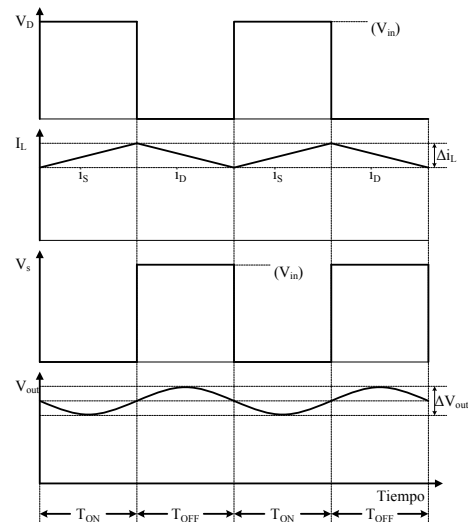 V_D
(V_in)
I_L
i_S i_D i_S i_D
Δi_L
V_s
(V_in)
V_out
ΔV_out
Tiempo
T_ON T_OFF T_ON T_OFF